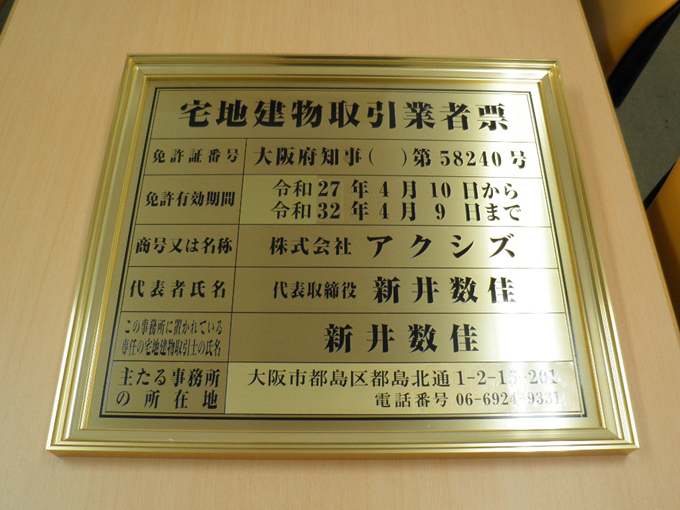 宅地建物取引業者票
免許証番号 大阪府知事( )第58240号
免許有効期間 令和27年4月10日から
令和32年4月9日まで
商号又は名称 株式会社 アクシズ
代表者氏名 代表取締役 新井数佳
この事務所に置かれている
専任の宅地建物取引士の氏名
新井数佳
主たる事務所
の所在地
大阪市都島区都島北通1-2-15-201
電話番号 06-6924-9331